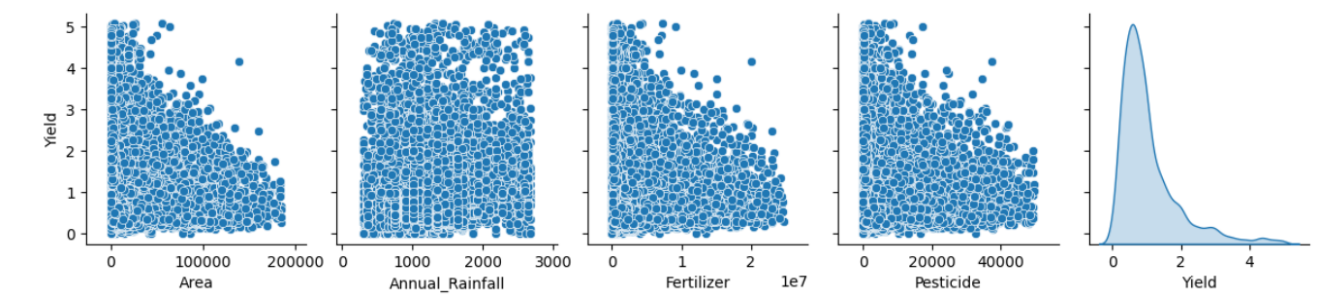 5
4
3
2
1
0
Yield
0 100000 200000
0 1000 2000 3000
0 1 2
1e7
0 20000 40000
0 2 4
Area
Annual_Rainfall
Fertilizer
Pesticide
Yield